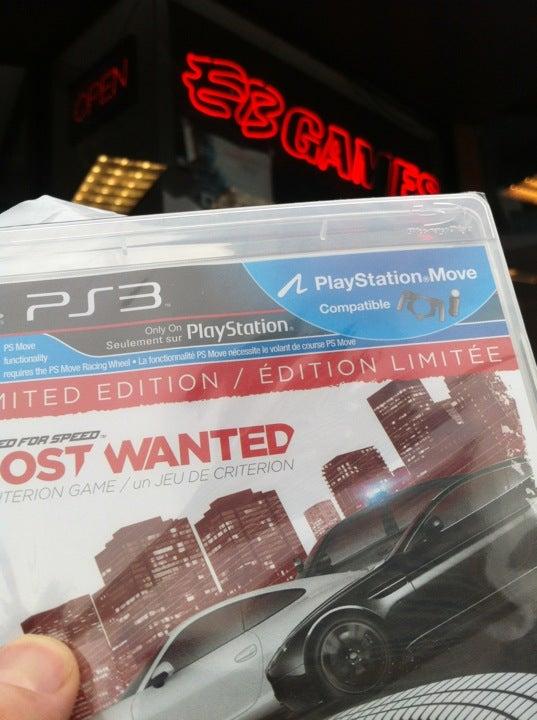 OPEN
EB GAMES
PS3
PlayStation®Move
Compatible
Only On
Seulement sur PlayStation®
PS Move
functionality
requires the PS Move Racing Wheel • La fonctionnalité PS Move nécessite le volant de course PS Move
MITED EDITION / ÉDITION LIMITÉE
ED FOR SPEED™
OST WANTED
ITERION GAME / un JEU DE CRITERION